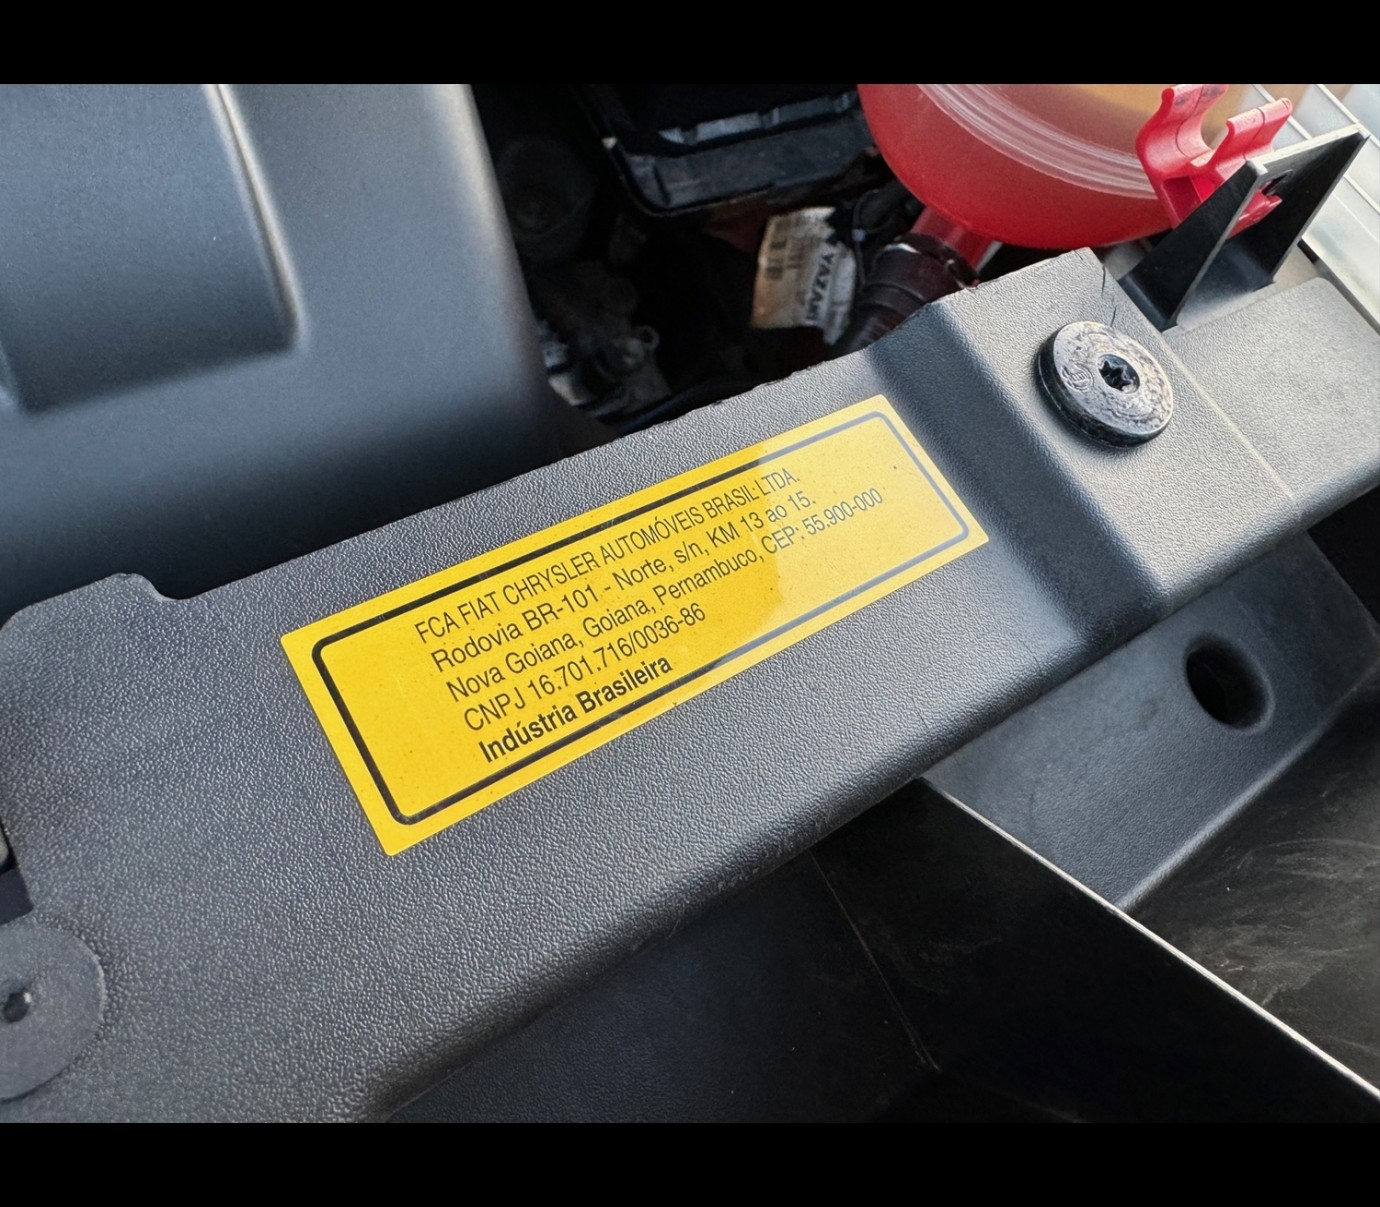 FCA FIAT CHRYSLER AUTOMÓVEIS BRASIL LTDA.
Rodovia BR-101 - Norte, s/n, KM 13 ao 15.
Nova Goiana, Goiana, Pernambuco, CEP: 55.900-000
CNPJ 16.701.716/0036-86
Indústria Brasileira
YAZAKI